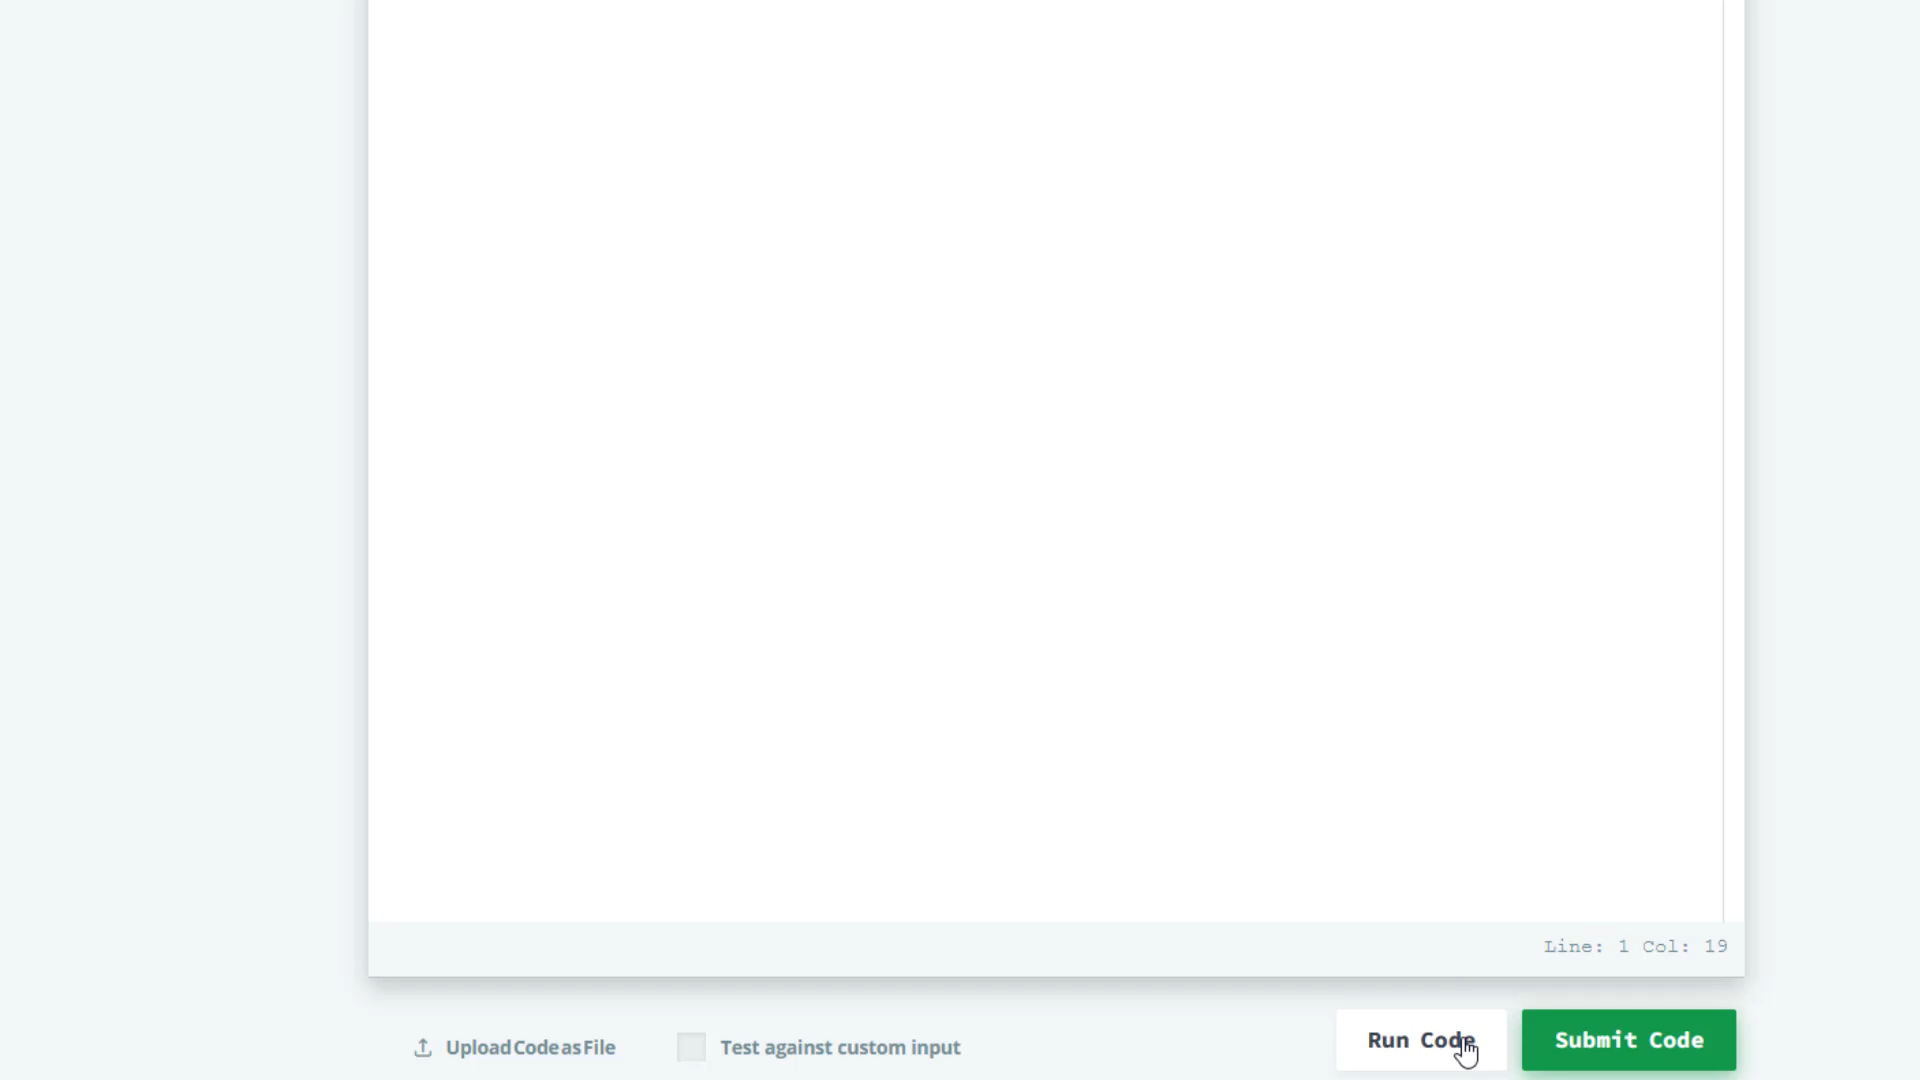 Line: 1 Col: 19
Upload Code as File
Test against custom input
Run Code
Submit Code